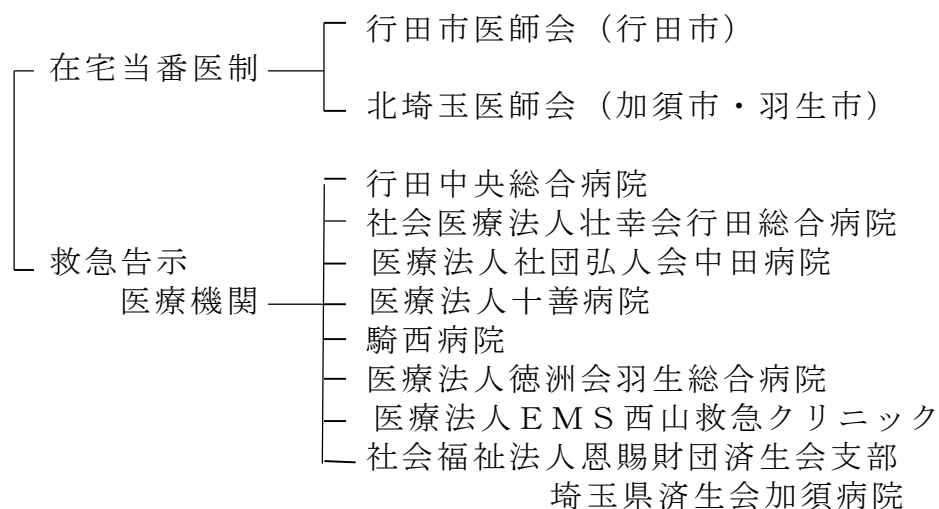 行田市医師会（行田市）
在宅当番医制
北埼玉医師会（加須市・羽生市）
行田中央総合病院
社会医療法人壮幸会行田総合病院
救急告示
医療機関
医療法人社団弘人会中田病院
医療法人十善病院
騎西病院
医療法人徳洲会羽生総合病院
医療法人ＥＭＳ西山救急クリニック
社会福祉法人恩賜財団済生会支部
埼玉県済生会加須病院